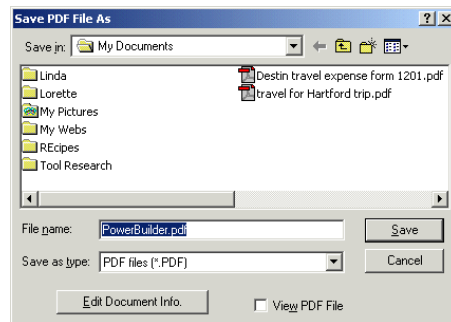 Save PDF File As
Save in: My Documents
Linda
Lorette
My Pictures
My Webs
REcipes
Tool Research
Destin travel expense form 1201.pdf
travel for Hartford trip.pdf
File name: PowerBuilder.pdf Save
Save as type: PDF files (*.PDF) Cancel
Edit Document Info. View PDF File